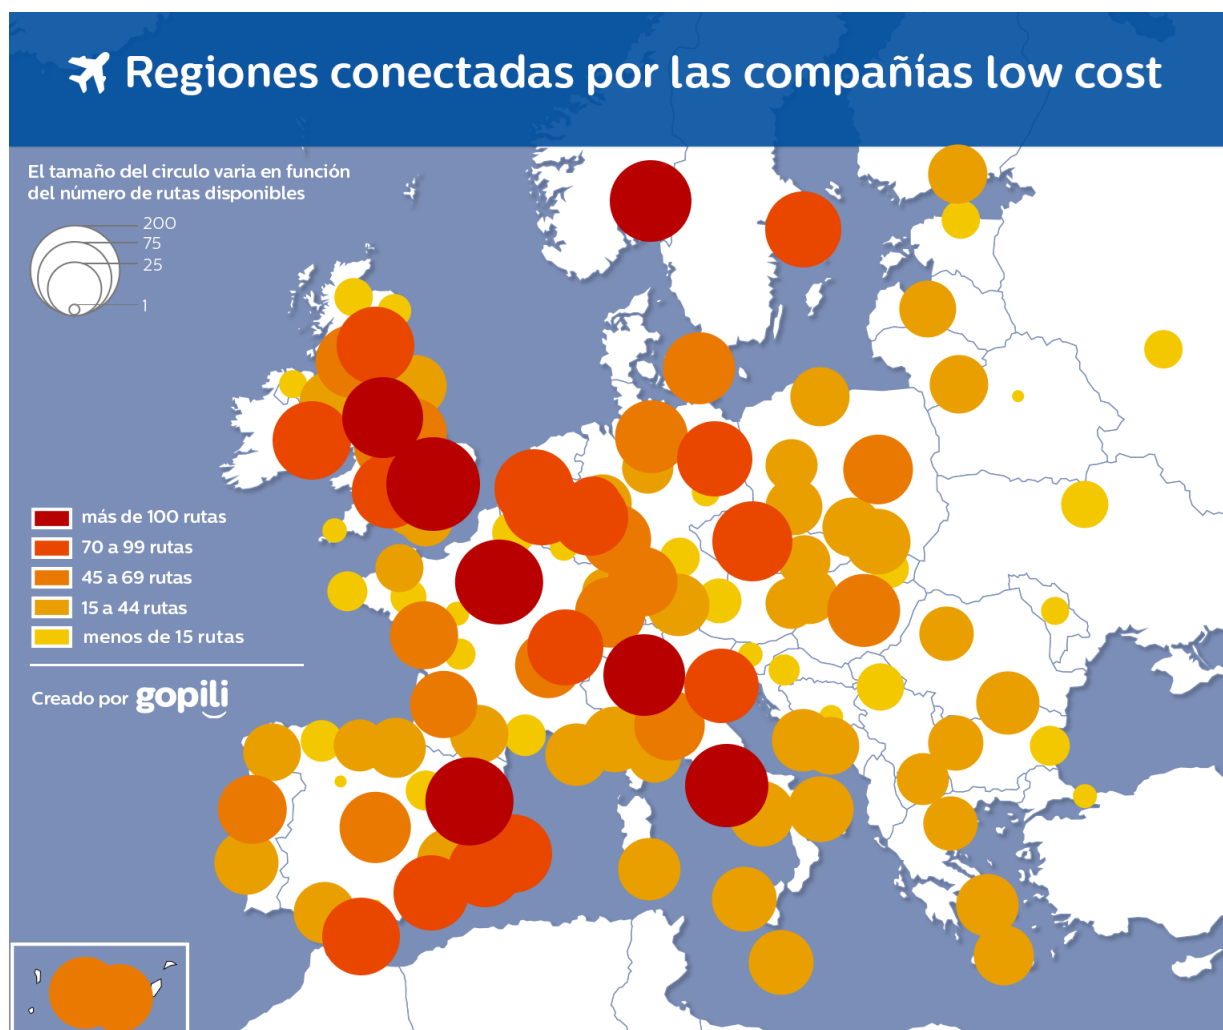 Regiones conectadas por las compañías low cost
El tamaño del circulo varia en función
del número de rutas disponibles
200
75
25
1
más de 100 rutas
70 a 99 rutas
45 a 69 rutas
15 a 44 rutas
menos de 15 rutas
Creado por gopili